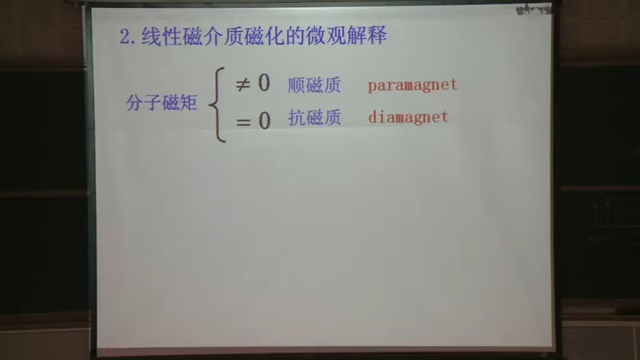 2.线性磁介质磁化的微观解释
分子磁矩 { ≠ 0 顺磁质 paramagnet
= 0 抗磁质 diamagnet